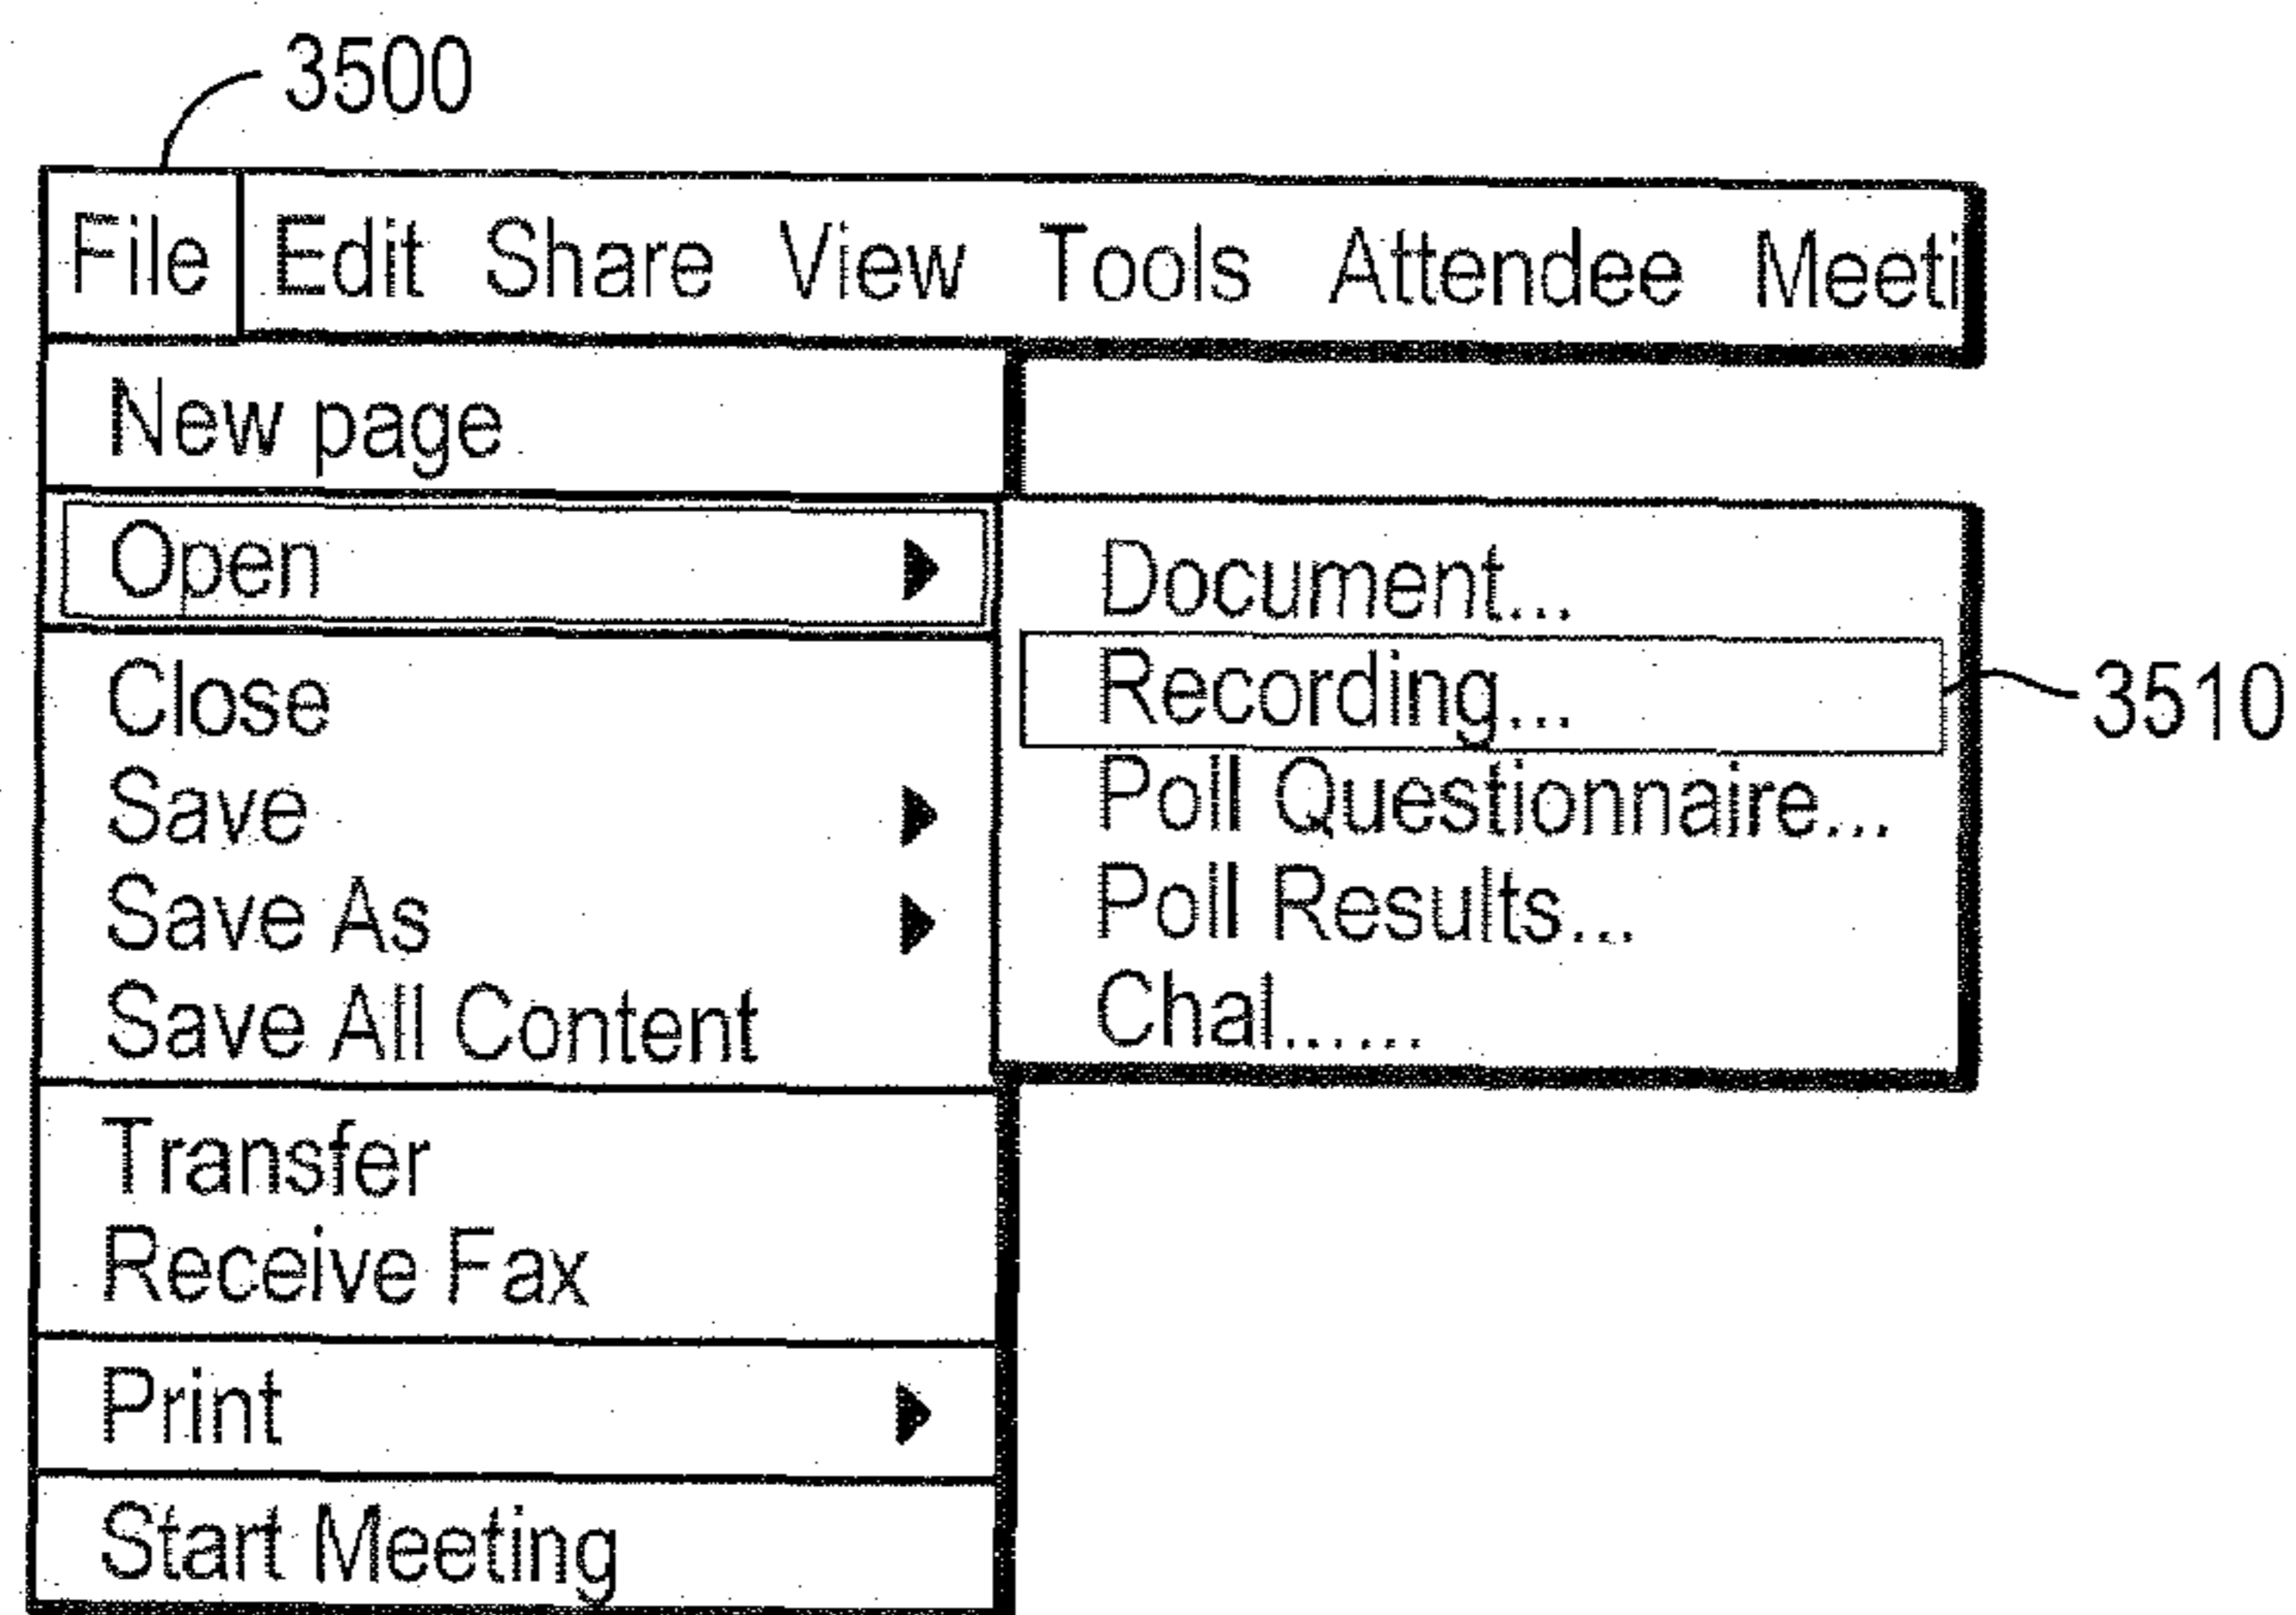 3500
File Edit Share View Tools Attendee Meeti
New page
Open
Close
Save
Save As
Save All Content
Transfer
Receive Fax
Print
Start Meeting
Document...
Recording...
Poll Questionnaire...
Poll Results...
Chal......
3510